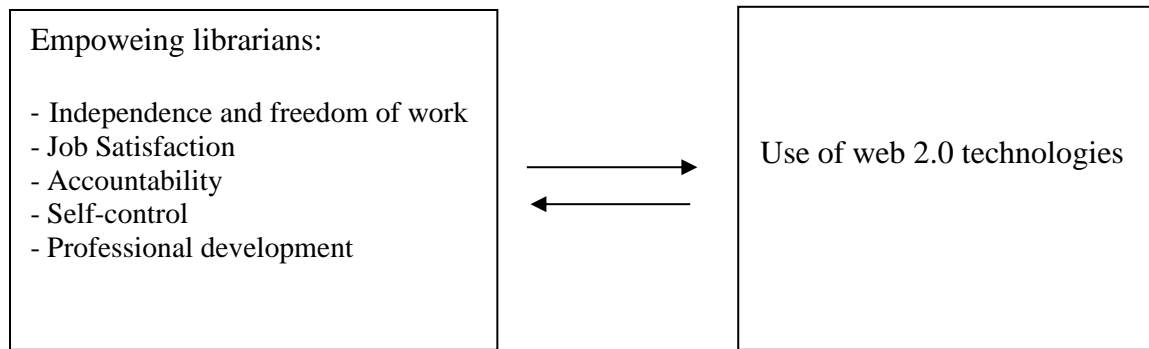 Empoweing librarians:
- Independence and freedom of work
- Job Satisfaction
- Accountability
- Self-control
- Professional development
Use of web 2.0 technologies